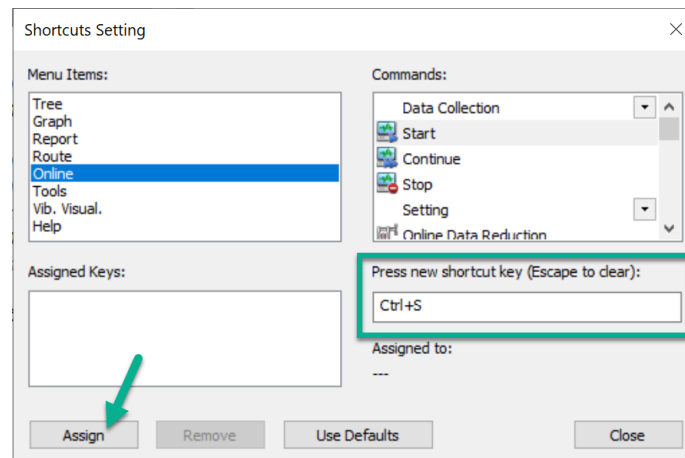 Shortcuts Setting
Menu Items:
Tree
Graph
Report
Route
Online
Tools
Vib. Visual.
Help
Commands:
Data Collection
Start
Continue
Stop
Setting
Online Data Reduction
Assigned Keys:
Press new shortcut key (Escape to clear):
Ctrl+S
Assigned to:
---
Assign
Remove
Use Defaults
Close